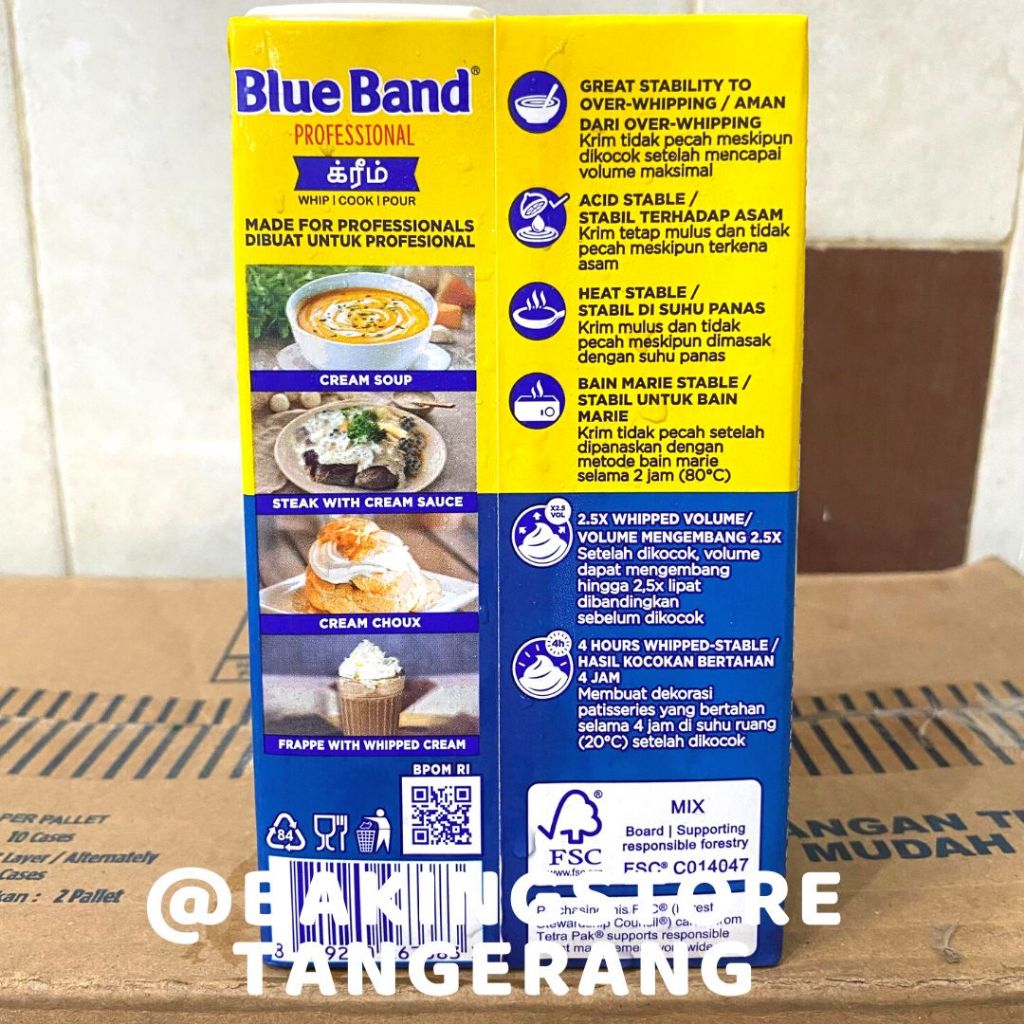 Blue Band®
PROFESSIONAL
க்ரீம்
WHIP | COOK | POUR
MADE FOR PROFESSIONALS
DIBUAT UNTUK PROFESIONAL
CREAM SOUP
STEAK WITH CREAM SAUCE
CREAM CHOUX
FRAPPE WITH WHIPPED CREAM
BPOM RI
84
GREAT STABILITY TO
OVER-WHIPPING / AMAN
DARI OVER-WHIPPING
Krim tidak pecah meskipun
dikocok setelah mencapai
volume maksimal
ACID STABLE /
STABIL TERHADAP ASAM
Krim tetap mulus dan tidak
pecah meskipun terkena
asam
HEAT STABLE /
STABIL DI SUHU PANAS
Krim mulus dan tidak
pecah meskipun dimasak
dengan suhu panas
BAIN MARIE STABLE /
STABIL UNTUK BAIN
MARIE
Krim tidak pecah setelah
dipanaskan dengan
metode bain marie
selama 2 jam (80°C)
X2.5
VOL
2.5X WHIPPED VOLUME/
VOLUME MENGEMBANG 2.5X
Setelah dikocok, volume
dapat mengembang
hingga 2,5x lipat
dibandingkan
sebelum dikocok
4h
4 HOURS WHIPPED-STABLE /
HASIL KOCOKAN BERTAHAN
4 JAM
Membuat dekorasi
patisseries yang bertahan
selama 4 jam di suhu ruang
(20°C) setelah dikocok
FSC
MIX
Board | Supporting
responsible forestry
FSC® C014047
Tetra Pak® supports responsible
PER PALLET
10 Cases
Layer / Alternately
Cases
2 Pallet
MUDAH
@BAKINGSTORE
TANGERANG